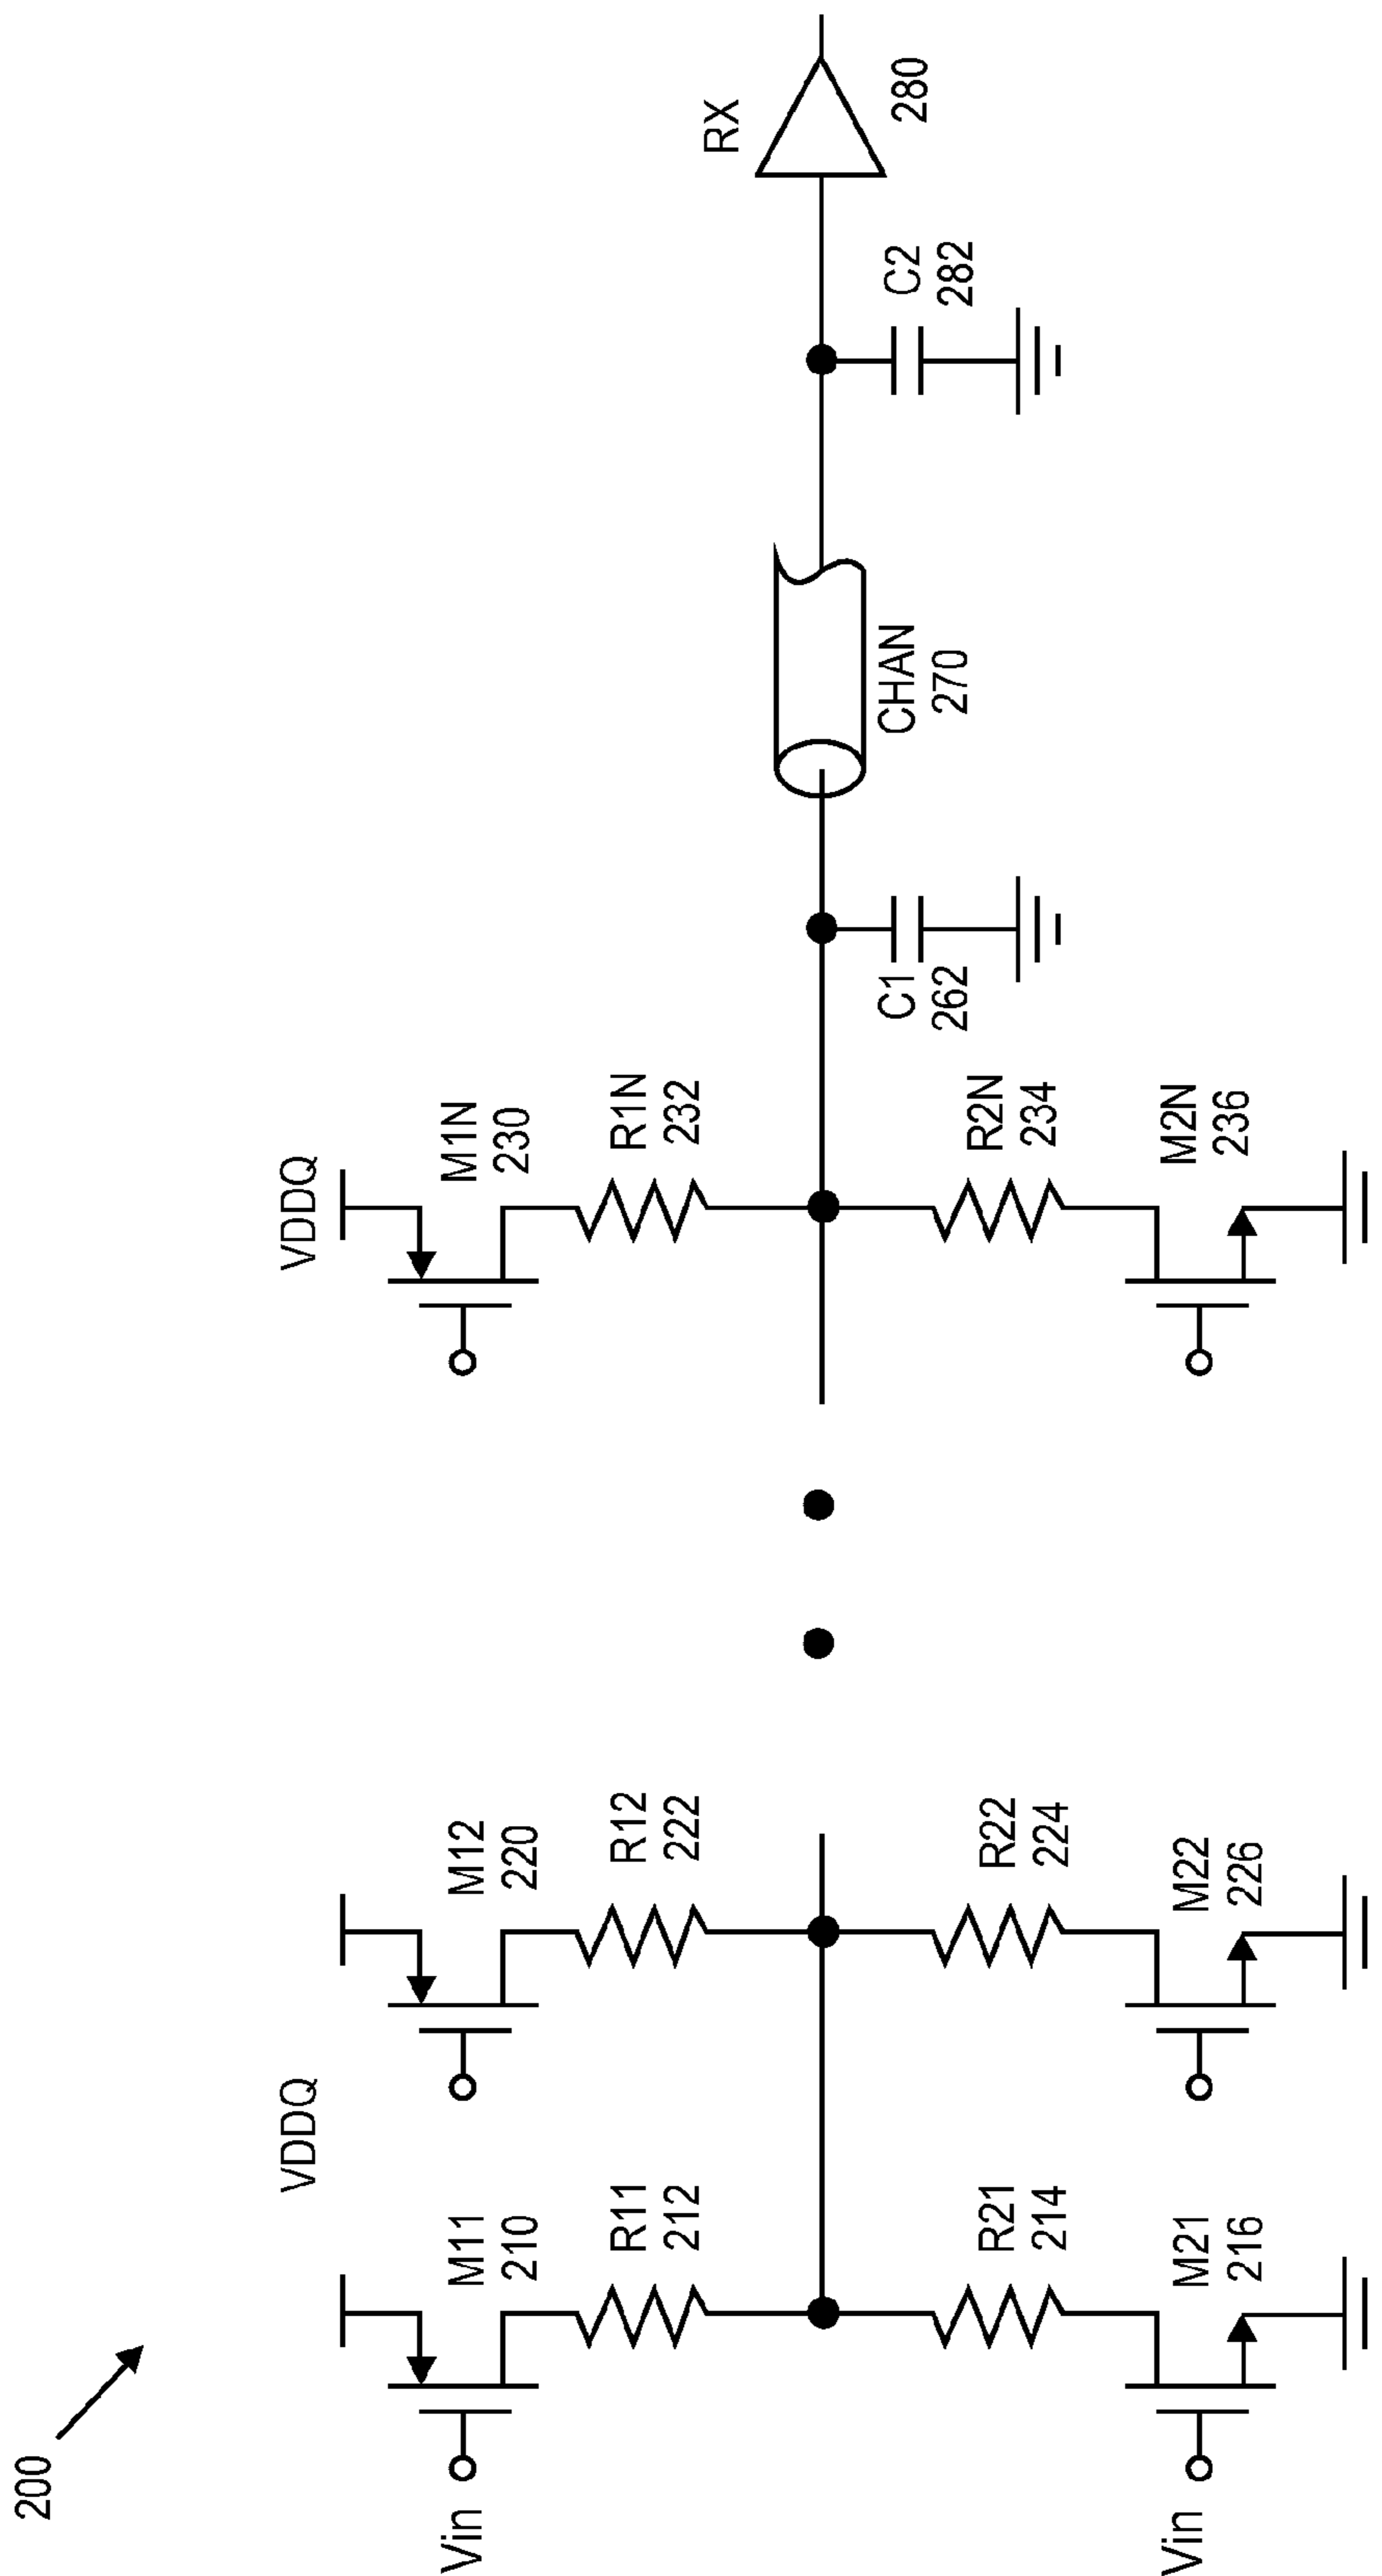 200
VDDQ
VDDQ
Vin
M11
210
M12
220
M1N
230
R11
212
R12
222
R1N
232
RX
280
CHAN
270
C1
262
C2
282
R21
214
R22
224
R2N
234
Vin
M21
216
M22
226
M2N
236